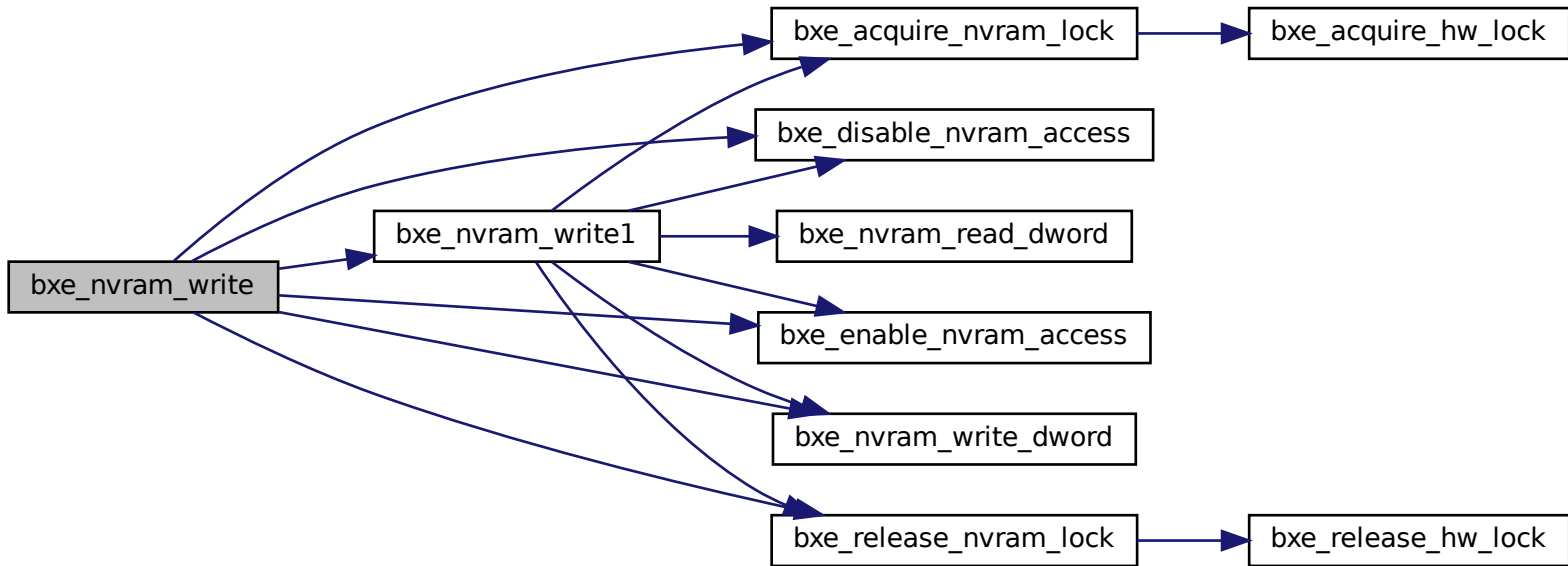 bxe_acquire_nvram_lock
bxe_acquire_hw_lock
bxe_disable_nvram_access
bxe_nvram_write1
bxe_nvram_read_dword
bxe_nvram_write
bxe_enable_nvram_access
bxe_nvram_write_dword
bxe_release_nvram_lock
bxe_release_hw_lock